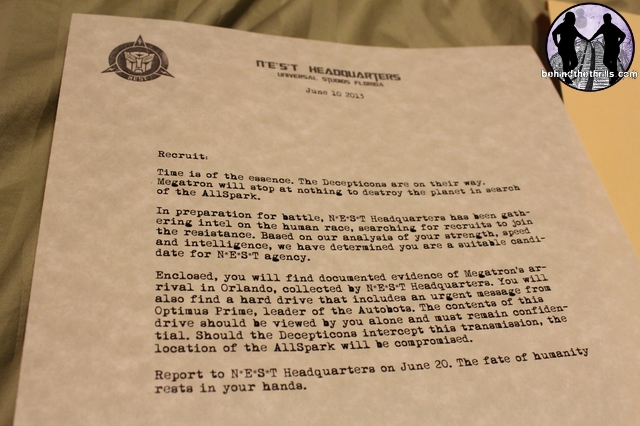 NEST
N•E•S•T HEADQUARTERS
UNIVERSAL STUDIOS FLORIDA
June 10 2013
behindthethrills.com
Recruit:
Time is of the essence. The Decepticons are on their way.
Megatron will stop at nothing to destroy the planet in search
of the AllSpark.
In preparation for battle, N•E•S•T Headquarters has been gath-
ering intel on the human race, searching for recruits to join
the resistance. Based on our analysis of your strength, speed
and intelligence, we have determined you are a suitable candi-
date for N•E•S•T agency.
Enclosed, you will find documented evidence of Megatron's ar-
rival in Orlando, collected by N•E•S•T Headquarters. You will
also find a hard drive that includes an urgent message from
Optimus Prime, leader of the Autobots. The contents of this
drive should be viewed by you alone and must remain confiden-
tial. Should the Decepticons intercept this transmission, the
location of the AllSpark will be compromised.
Report to N•E•S•T Headquarters on June 20. The fate of humanity
rests in your hands.